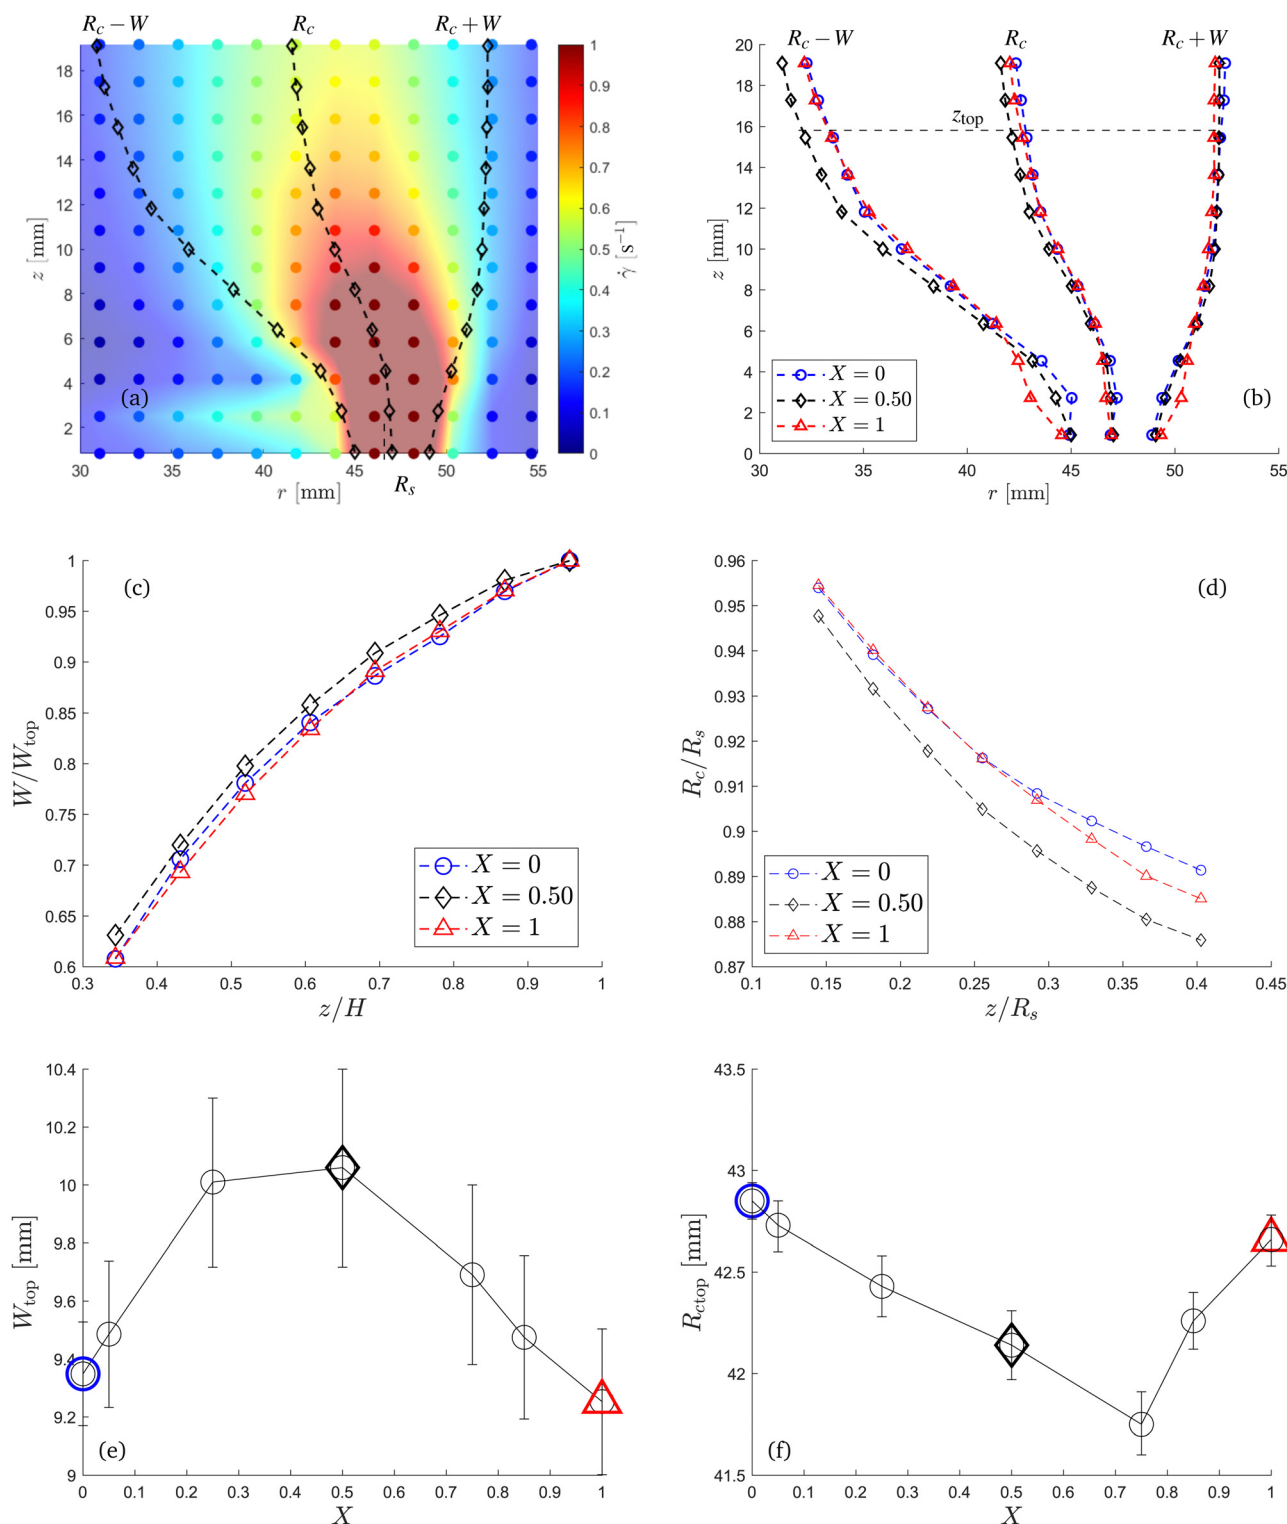 R_c − W R_c R_c + W
18
16
14
12
10
8
6
4
2
z [mm]
(a)
30 35 40 45 50 55
r [mm]
R_s
1
0.9
0.8
0.7
0.6
0.5
0.4
0.3
0.2
0.1
0
γ̇ [s⁻¹]
R_c − W R_c R_c + W
20
18
16
14
12
10
8
6
4
2
0
z [mm]
z_top
X = 0
X = 0.50
X = 1
(b)
30 35 40 45 50 55
r [mm]
1
0.95
0.9
0.85
0.8
0.75
0.7
0.65
0.6
W/W_top
(c)
X = 0
X = 0.50
X = 1
0.3 0.4 0.5 0.6 0.7 0.8 0.9 1
z/H
0.96
0.95
0.94
0.93
0.92
0.91
0.9
0.89
0.88
0.87
R_c/R_s
(d)
X = 0
X = 0.50
X = 1
0.1 0.15 0.2 0.25 0.3 0.35 0.4 0.45
z/R_s
10.4
10.2
10
9.8
9.6
9.4
9.2
9
W_top [mm]
(e)
0 0.1 0.2 0.3 0.4 0.5 0.6 0.7 0.8 0.9 1
X
43.5
43
42.5
42
41.5
R_ctop [mm]
(f)
0 0.1 0.2 0.3 0.4 0.5 0.6 0.7 0.8 0.9 1
X